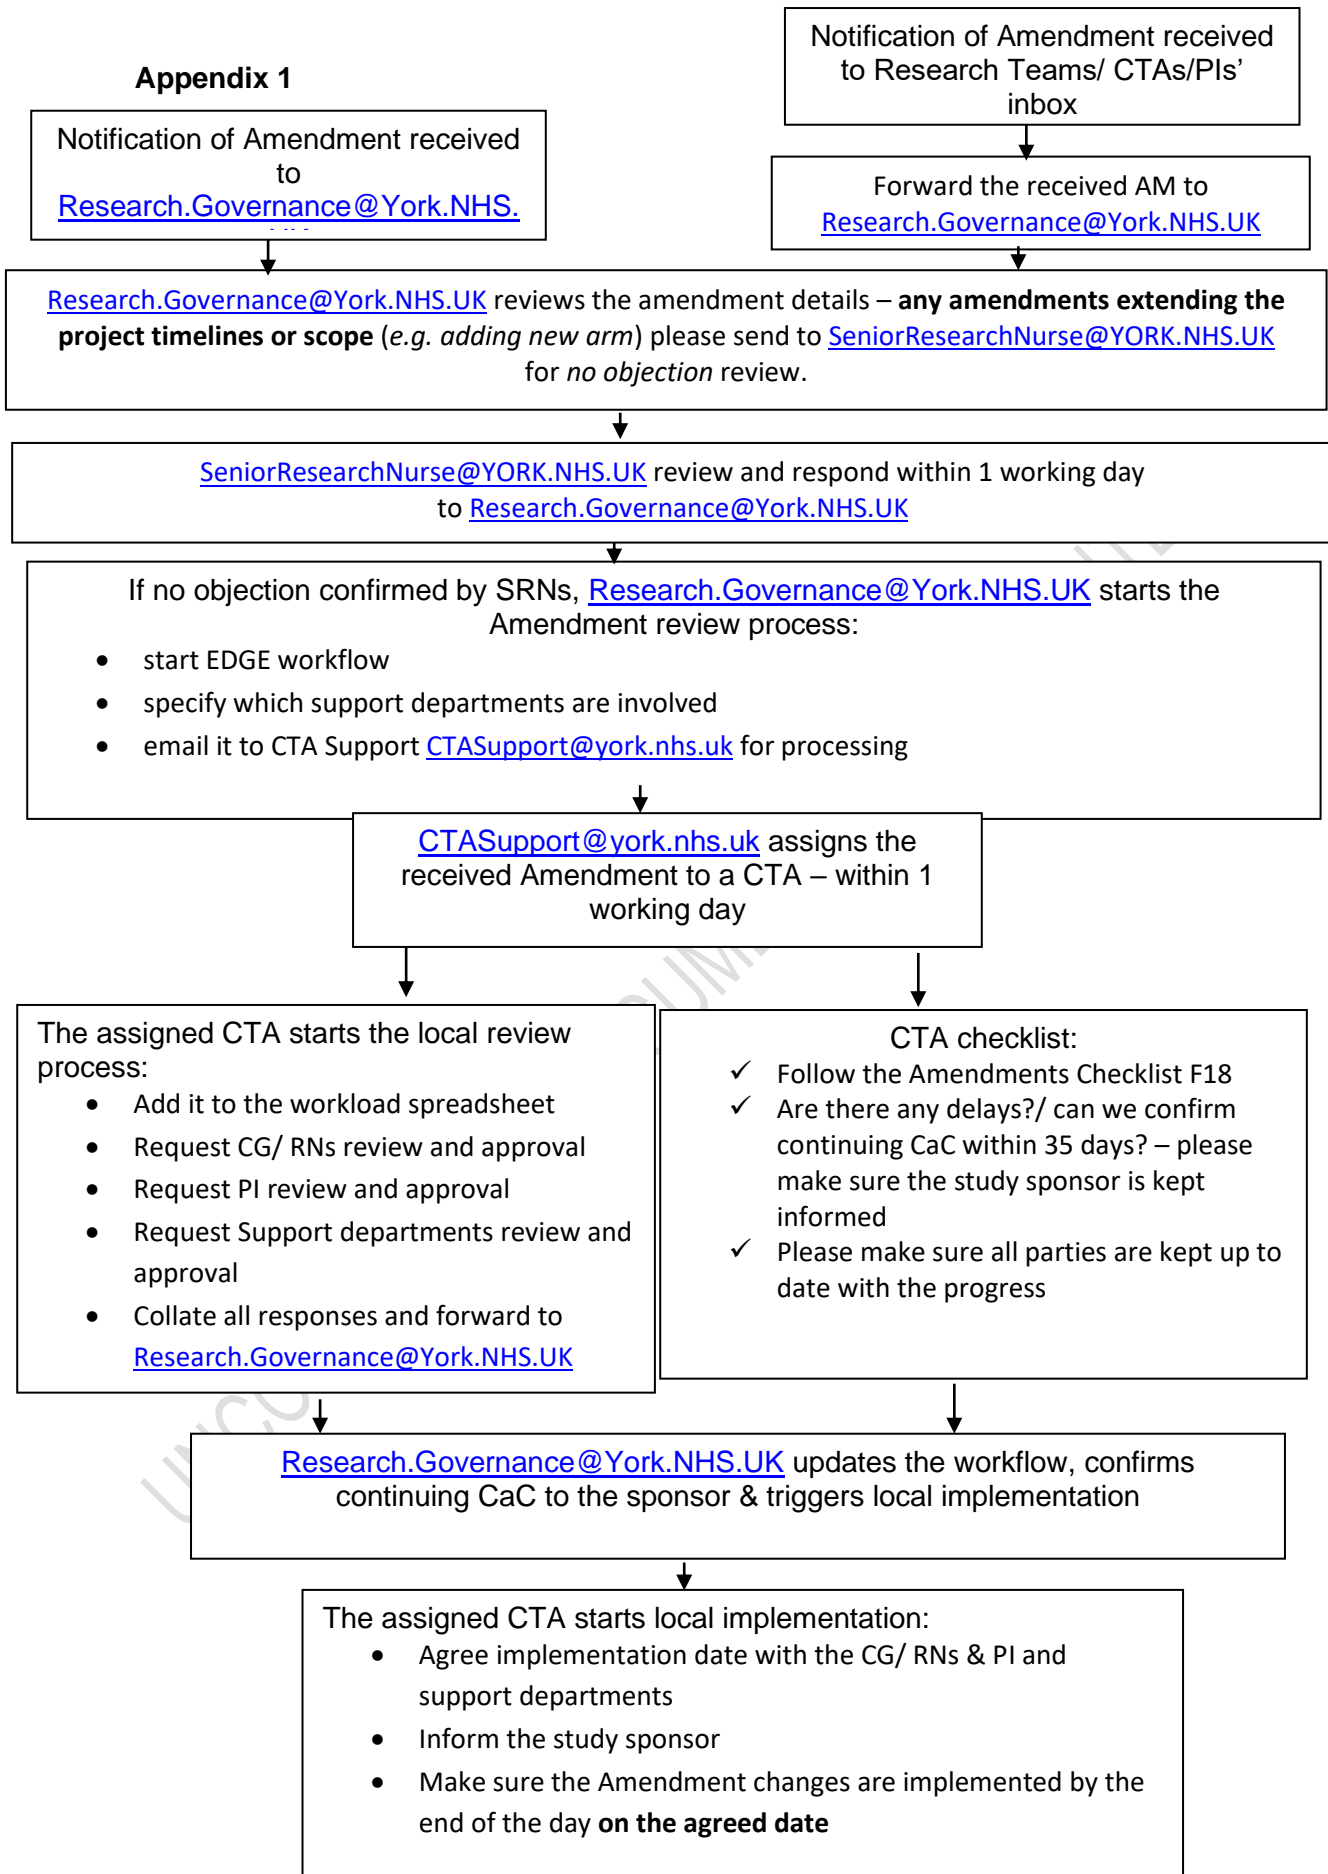 Appendix 1
Notification of Amendment received
to
Research.Governance@York.NHS.
Notification of Amendment received
to Research Teams/ CTAs/PIs'
inbox
Forward the received AM to
Research.Governance@York.NHS.UK
Research.Governance@York.NHS.UK reviews the amendment details – any amendments extending the
project timelines or scope (e.g. adding new arm) please send to SeniorResearchNurse@YORK.NHS.UK
for no objection review.
SeniorResearchNurse@YORK.NHS.UK review and respond within 1 working day
to Research.Governance@York.NHS.UK
If no objection confirmed by SRNs, Research.Governance@York.NHS.UK starts the
Amendment review process:
• start EDGE workflow
• specify which support departments are involved
• email it to CTA Support CTASupport@york.nhs.uk for processing
CTASupport@york.nhs.uk assigns the
received Amendment to a CTA – within 1
working day
The assigned CTA starts the local review
process:
• Add it to the workload spreadsheet
• Request CG/ RNs review and approval
• Request PI review and approval
• Request Support departments review and
approval
• Collate all responses and forward to
Research.Governance@York.NHS.UK
CTA checklist:
✓ Follow the Amendments Checklist F18
✓ Are there any delays?/ can we confirm
continuing CaC within 35 days? – please
make sure the study sponsor is kept
informed
✓ Please make sure all parties are kept up to
date with the progress
Research.Governance@York.NHS.UK updates the workflow, confirms
continuing CaC to the sponsor & triggers local implementation
The assigned CTA starts local implementation:
• Agree implementation date with the CG/ RNs & PI and
support departments
• Inform the study sponsor
• Make sure the Amendment changes are implemented by the
end of the day on the agreed date